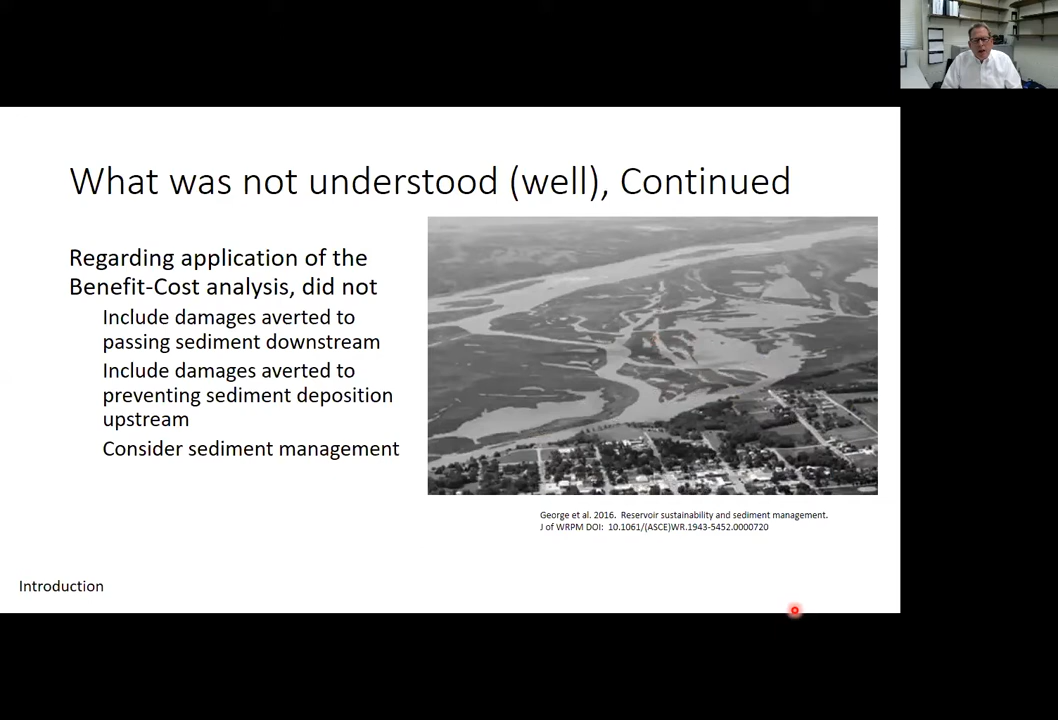 What was not understood (well), Continued
Regarding application of the
Benefit-Cost analysis, did not
Include damages averted to
passing sediment downstream
Include damages averted to
preventing sediment deposition
upstream
Consider sediment management
George et al. 2016. Reservoir sustainability and sediment management.
J of WRPM DOI: 10.1061/(ASCE)WR.1943-5452.0000720
Introduction